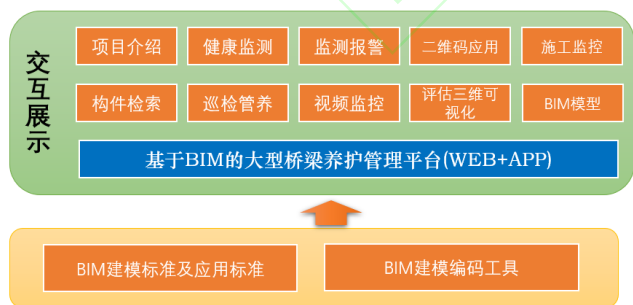 交互展示
项目介绍
健康监测
监测报警
二维码应用
施工监控
构件检索
巡检管养
视频监控
评估三维可
视化
BIM模型
基于BIM的大型桥梁养护管理平台(WEB+APP)
BIM建模标准及应用标准
BIM建模编码工具